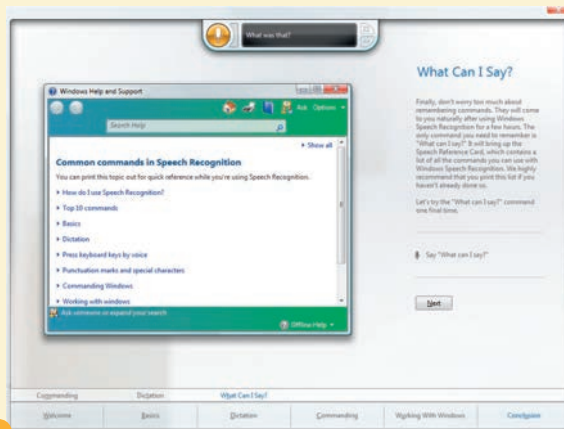 What was that?
What Can I Say?
Finally, don't worry too much about
remembering commands. They will come
to you naturally after using Windows
Speech Recognition for a few hours. The
only command you need to remember is
"What can I say?" It will bring up the
Speech Reference Card, which contains a
list of all the commands you can use with
Windows Speech Recognition. We highly
recommend that you print this list if you
haven't already done so.
Let's try the "What can I say?" command
one final time.
Say "What can I say?"
Next
Windows Help and Support
Ask Options
Search Help
Show all
Common commands in Speech Recognition
You can print this topic out for quick reference while you're using Speech Recognition.
How do I use Speech Recognition?
Top 10 commands
Basics
Dictation
Press keyboard keys by voice
Punctuation marks and special characters
Commanding Windows
Working with windows
Ask someone or expand your search
Offline Help
Commanding Dictation What Can I Say?
Welcome Basics Dictation Commanding Working With Windows Conclusion